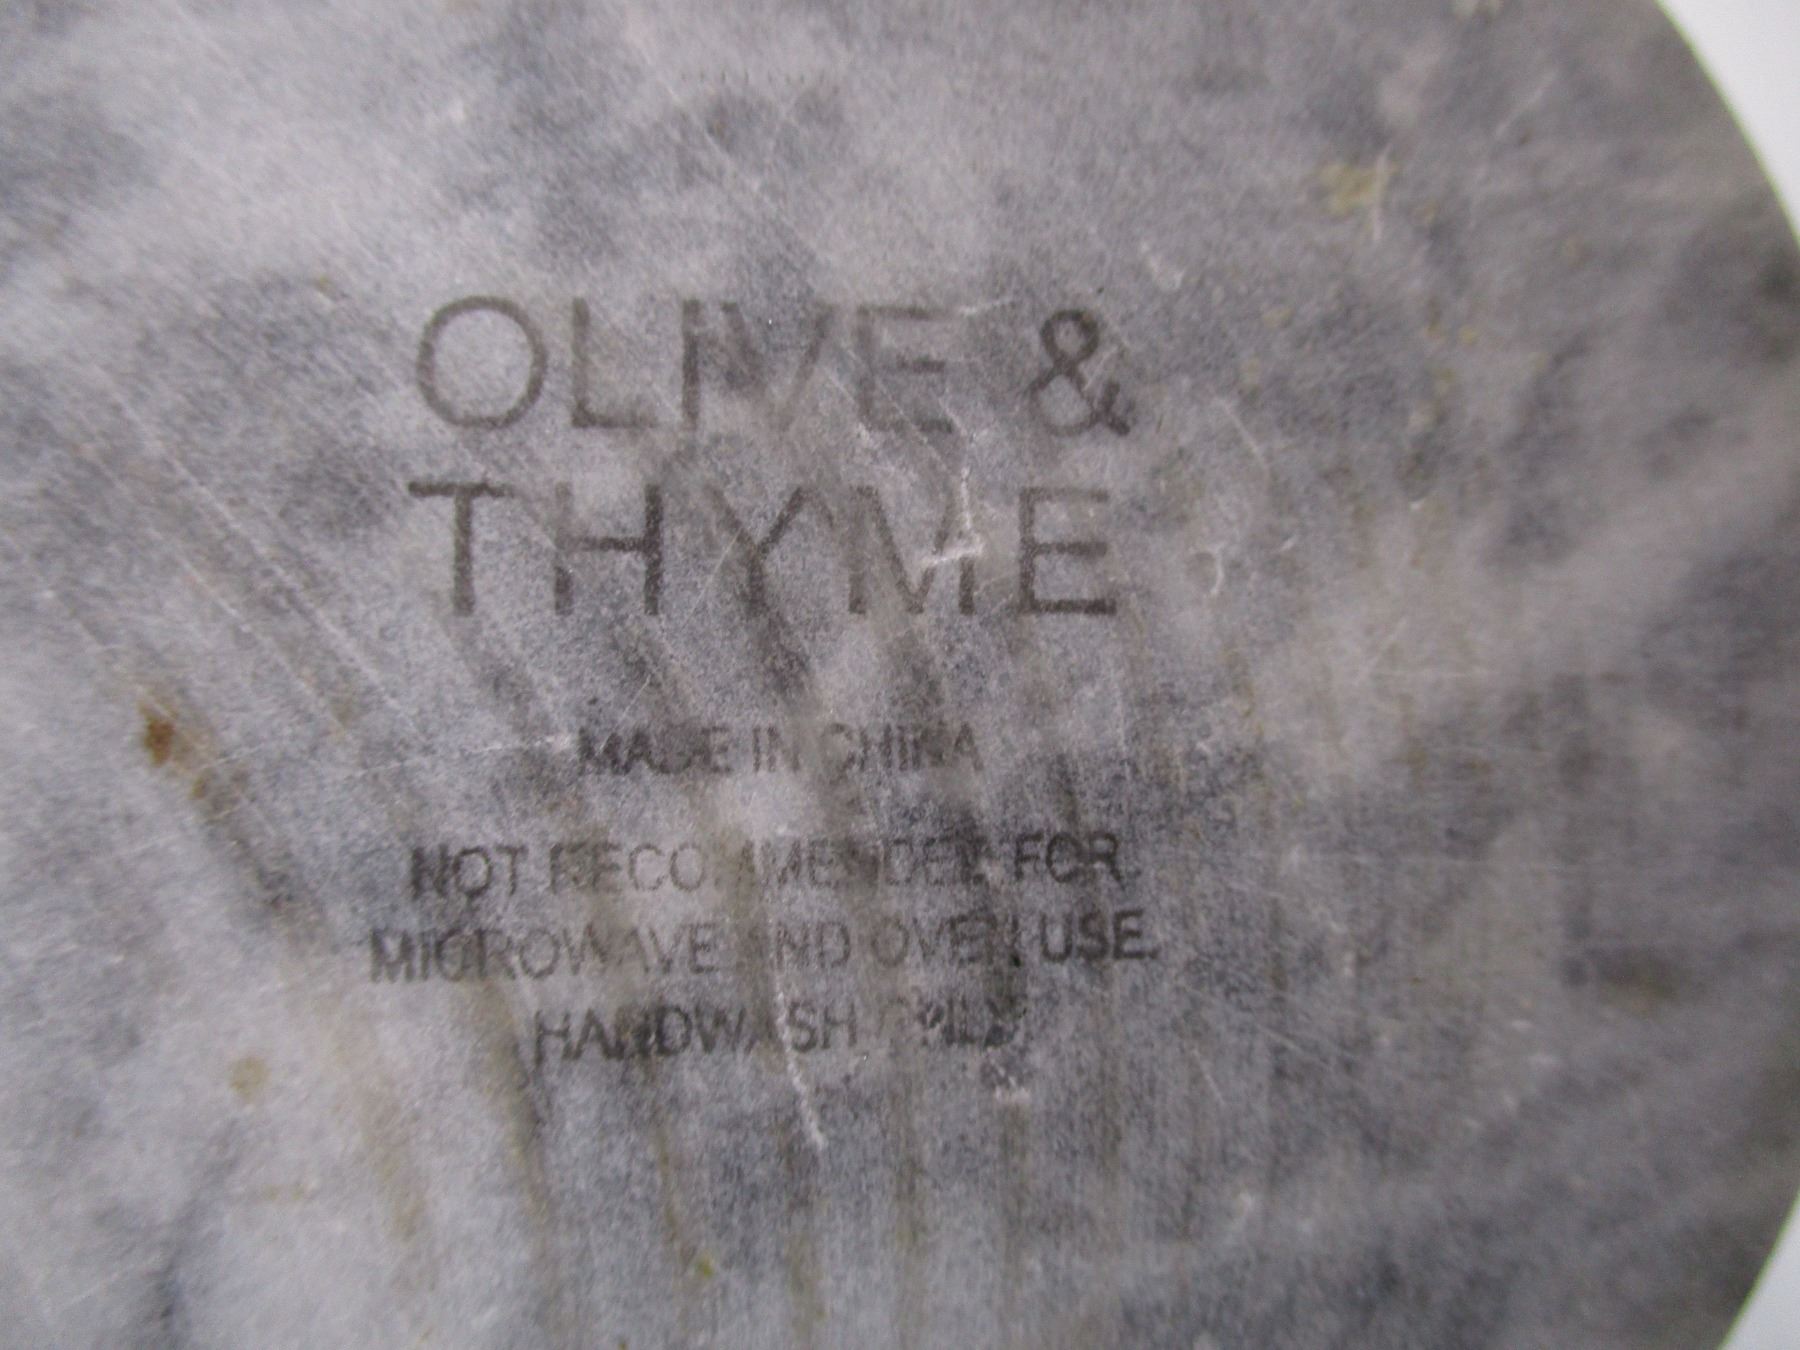 OLIVE &
THYME
MADE IN CHINA
NOT RECOMMENDED FOR
MICROWAVE AND OVEN USE.
HANDWASH ONLY